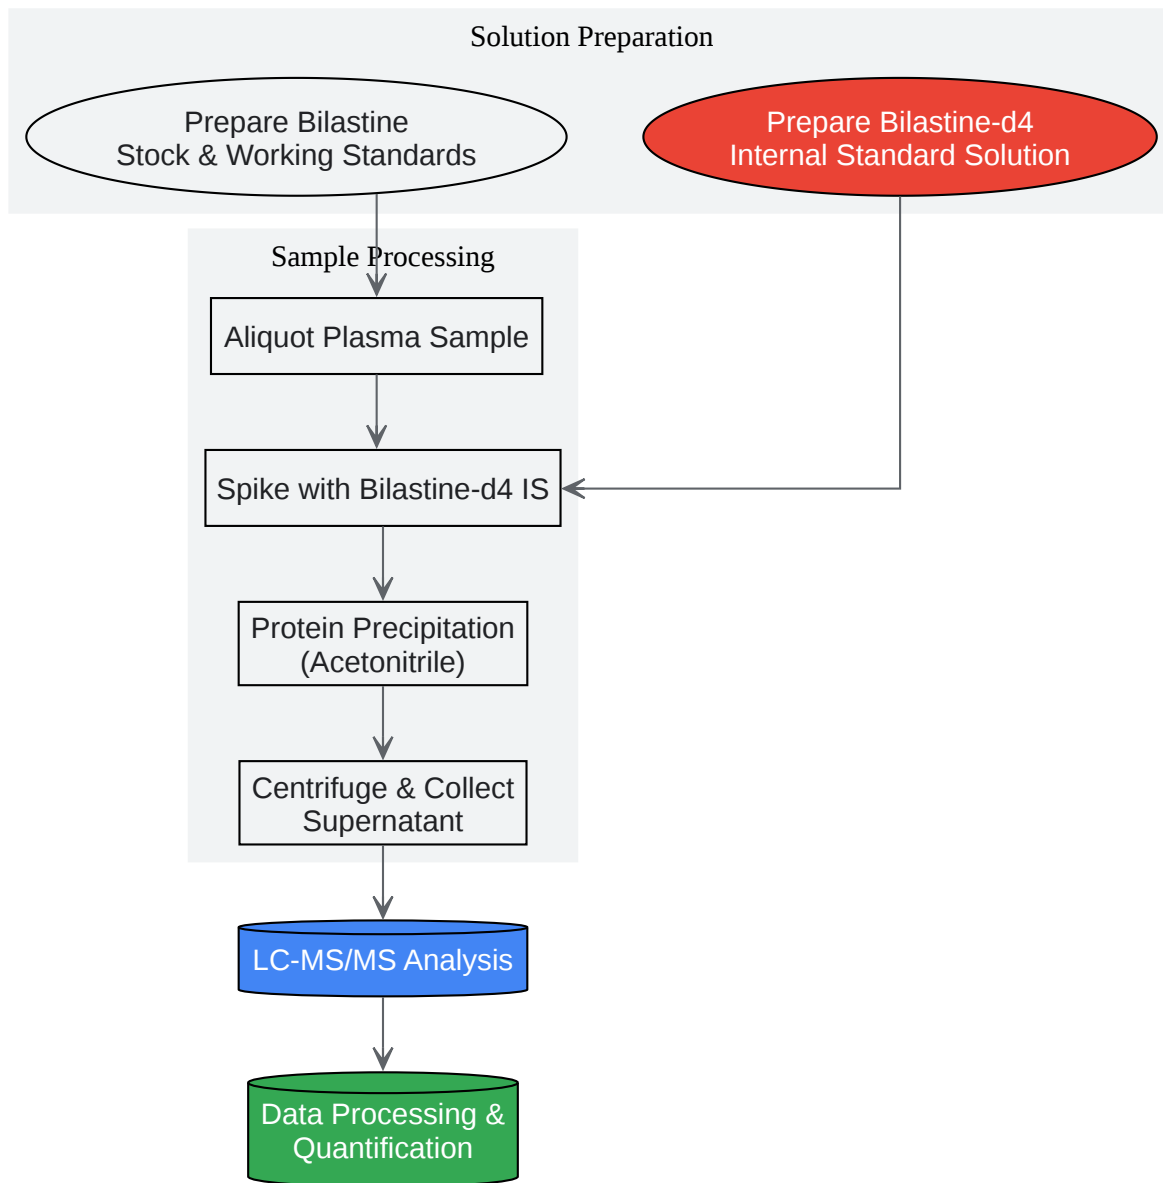 Solution Preparation
Prepare Bilastine
Stock & Working Standards
Prepare Bilastine-d4
Internal Standard Solution
Sample Processing
Aliquot Plasma Sample
Spike with Bilastine-d4 IS
Protein Precipitation
(Acetonitrile)
Centrifuge & Collect
Supernatant
LC-MS/MS Analysis
Data Processing &
Quantification